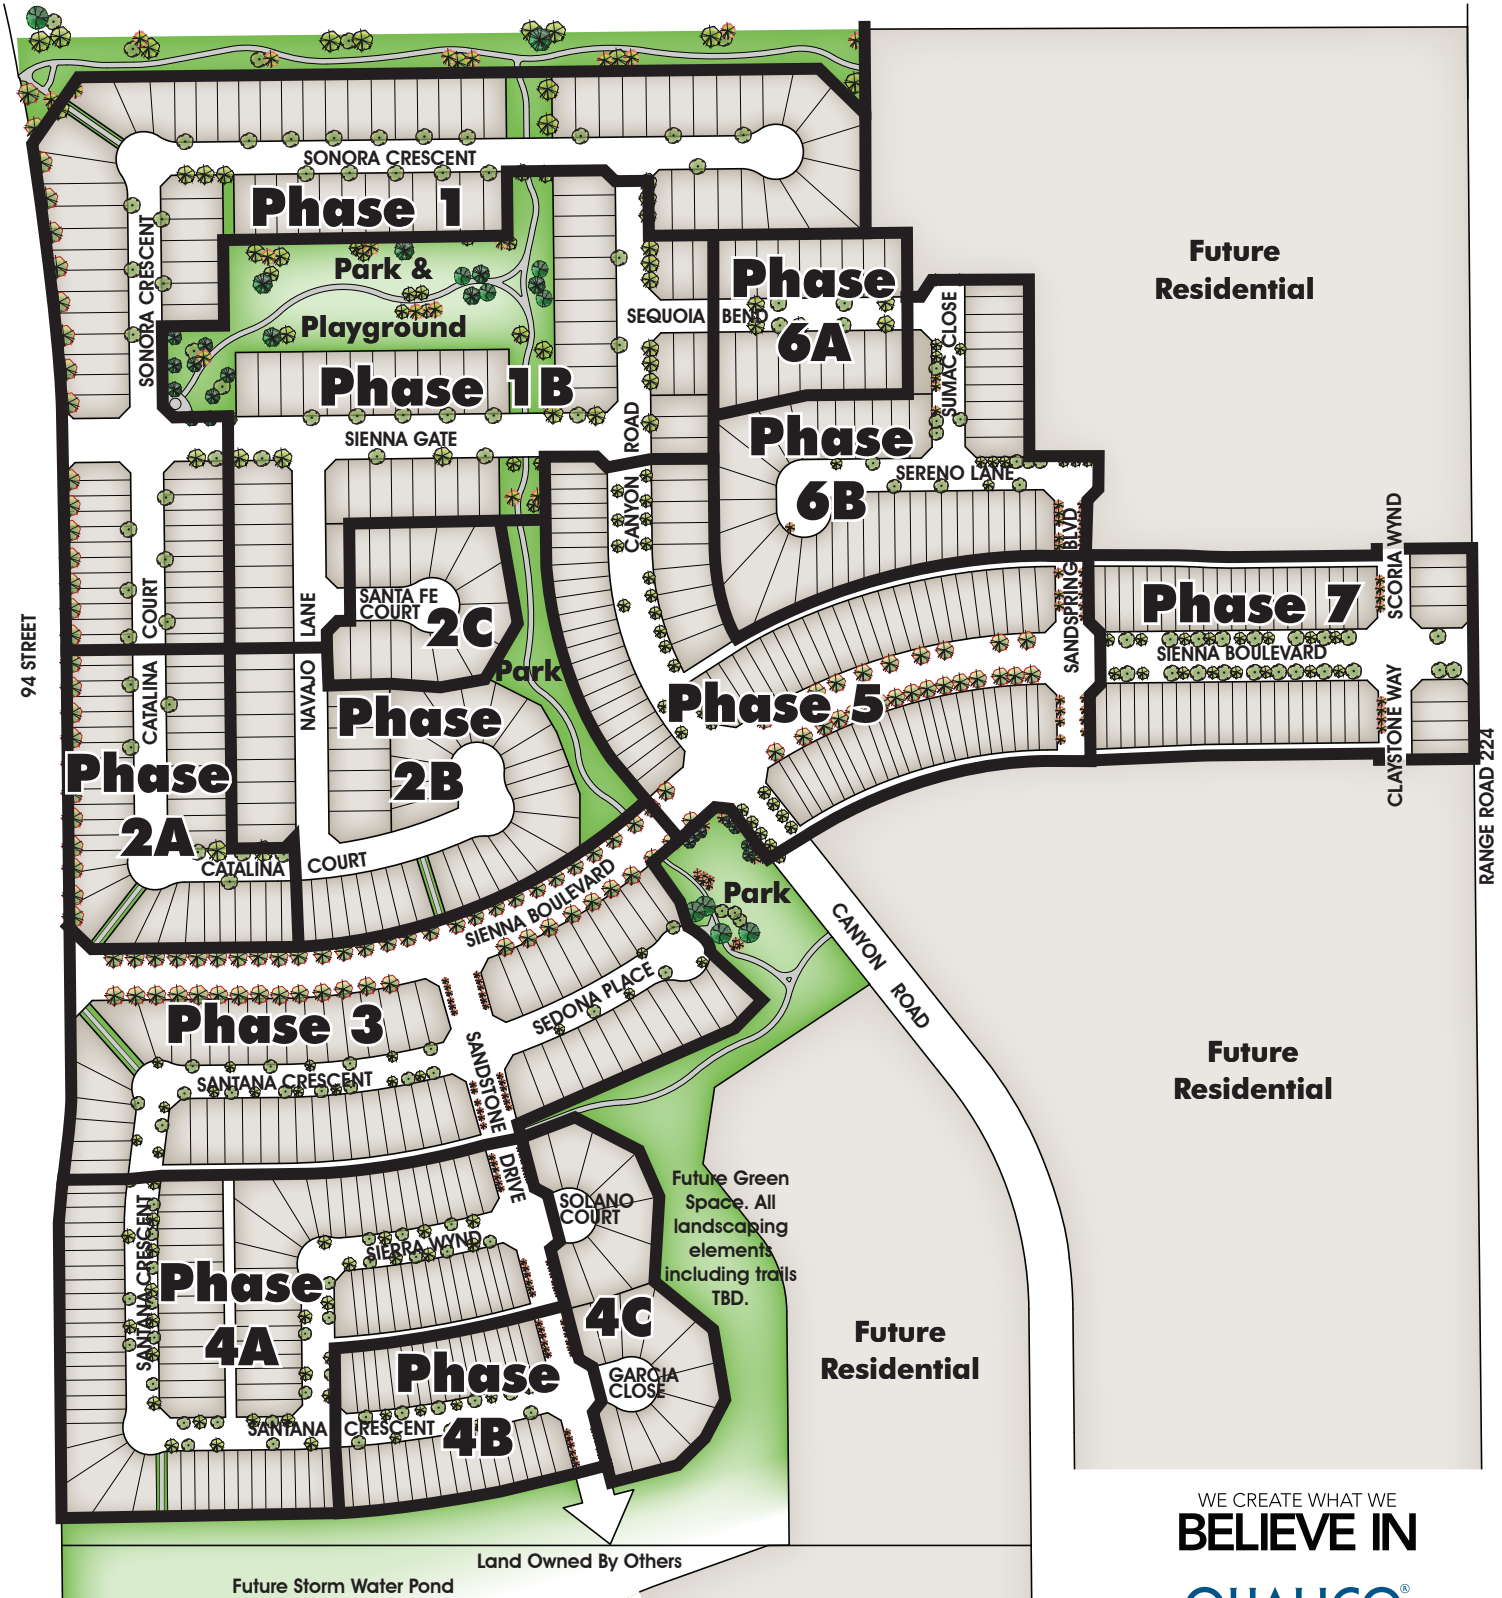 SONORA CRESCENT
Phase 1
SONORA CRESCENT
Park &
Playground
Phase 1B
SIENNA GATE
CANYON
ROAD
SEQUOIA
BEND
Phase
6A
SUMAC CLOSE
Phase
6B
SERENO LANE
Future
Residential
SANDSPRING
BLVD
SCORIA WYND
Phase 7
SIENNA BOULEVARD
SANDSPRING
CLAYSTONE WAY
RANGE ROAD 224
94 STREET
CATALINA
COURT
NAVAJO
LANE
SANTA FE
COURT
2C
Park
Phase
2B
Phase
2A
CATALINA
COURT
Phase 5
SIENNA BOULEVARD
Park
CANYON
ROAD
Phase 3
SEDONA PLACE
SANTANA CRESCENT
SANDSTONE
DRIVE
Future
Residential
Future Green
Space. All
landscaping
elements
including trails
TBD.
SOLANO
COURT
SIERRA WYND
SANTANA CRESCENT
Phase
4A
4C
Phase
4B
GARCIA
CLOSE
SANTANA
CRESCENT
Future
Residential
Land Owned By Others
Future Storm Water Pond
WE CREATE WHAT WE
BELIEVE IN
QUALICO®